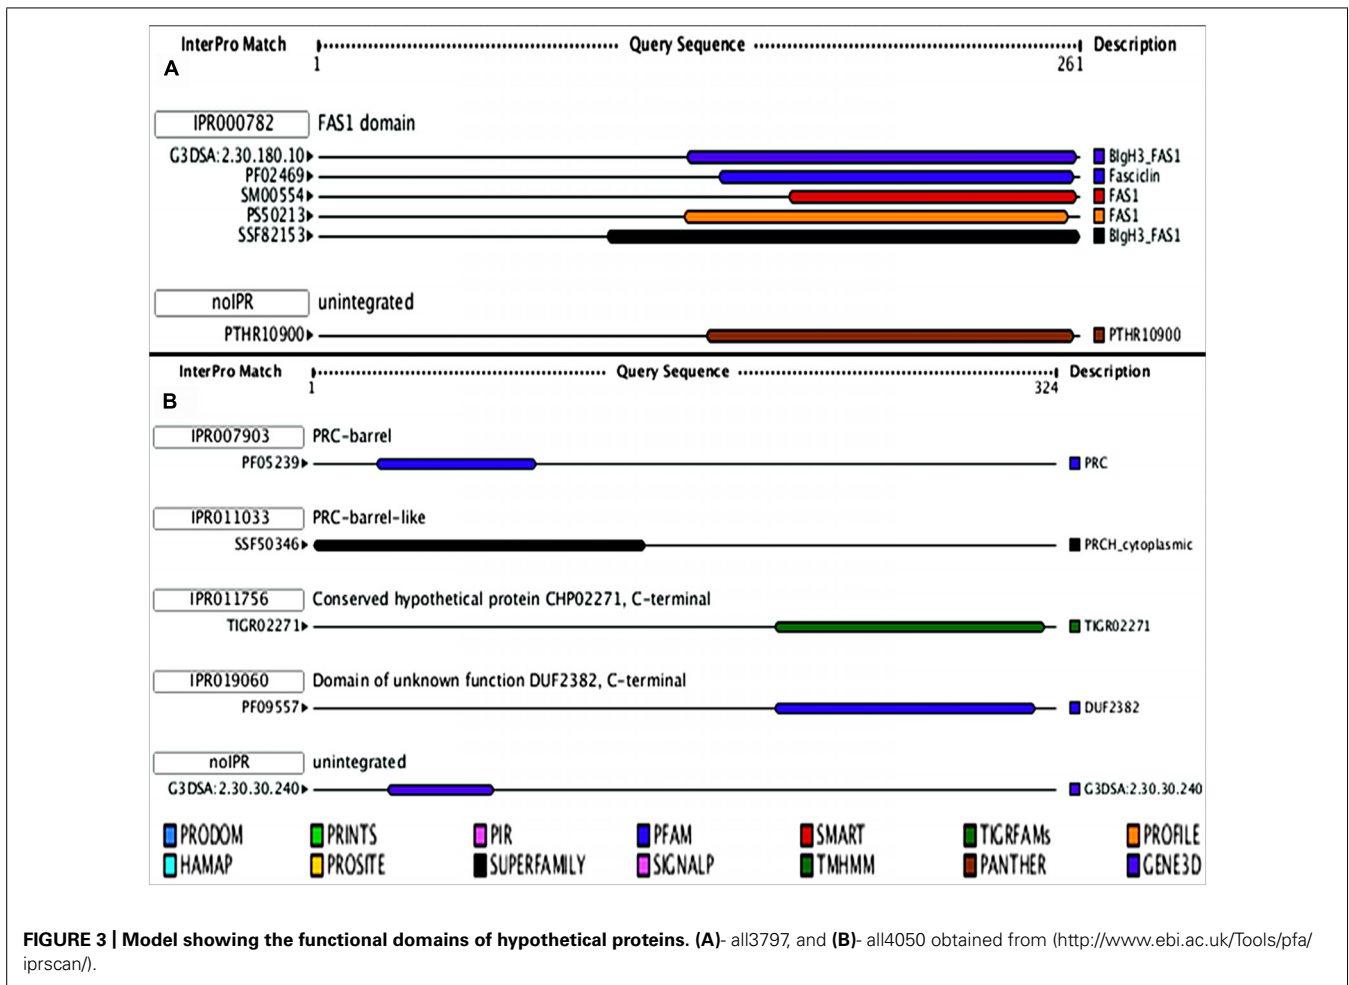 InterPro Match Query Sequence Description
A 1 261
IPR000782 FAS1 domain
G3DSA:2.30.180.10 BIgH3_FAS1
PF02469 Fasciclin
SM00554 FAS1
PS50213 FAS1
SSF82153 BIgH3_FAS1
noIPR unintegrated
PTHR10900 PTHR10900
InterPro Match Query Sequence Description
B 1 324
IPR007903 PRC-barrel
PF05239 PRC
IPR011033 PRC-barrel-like
SSF50346 PRCH_cytoplasmic
IPR011756 Conserved hypothetical protein CHP02271, C-terminal
TIGR02271 TIGR02271
IPR019060 Domain of unknown function DUF2382, C-terminal
PF09557 DUF2382
noIPR unintegrated
G3DSA:2.30.30.240 G3DSA:2.30.30.240
PRODOM PRINTS PIR PFAM SMART TIGRFAMs PROFILE
HAMAP PROSITE SUPERFAMILY SIGNALP TMHMM PANTHER GENE3D
FIGURE 3 | Model showing the functional domains of hypothetical proteins. (A)- all3797, and (B)- all4050 obtained from (http://www.ebi.ac.uk/Tools/pfa/
iprscan/).